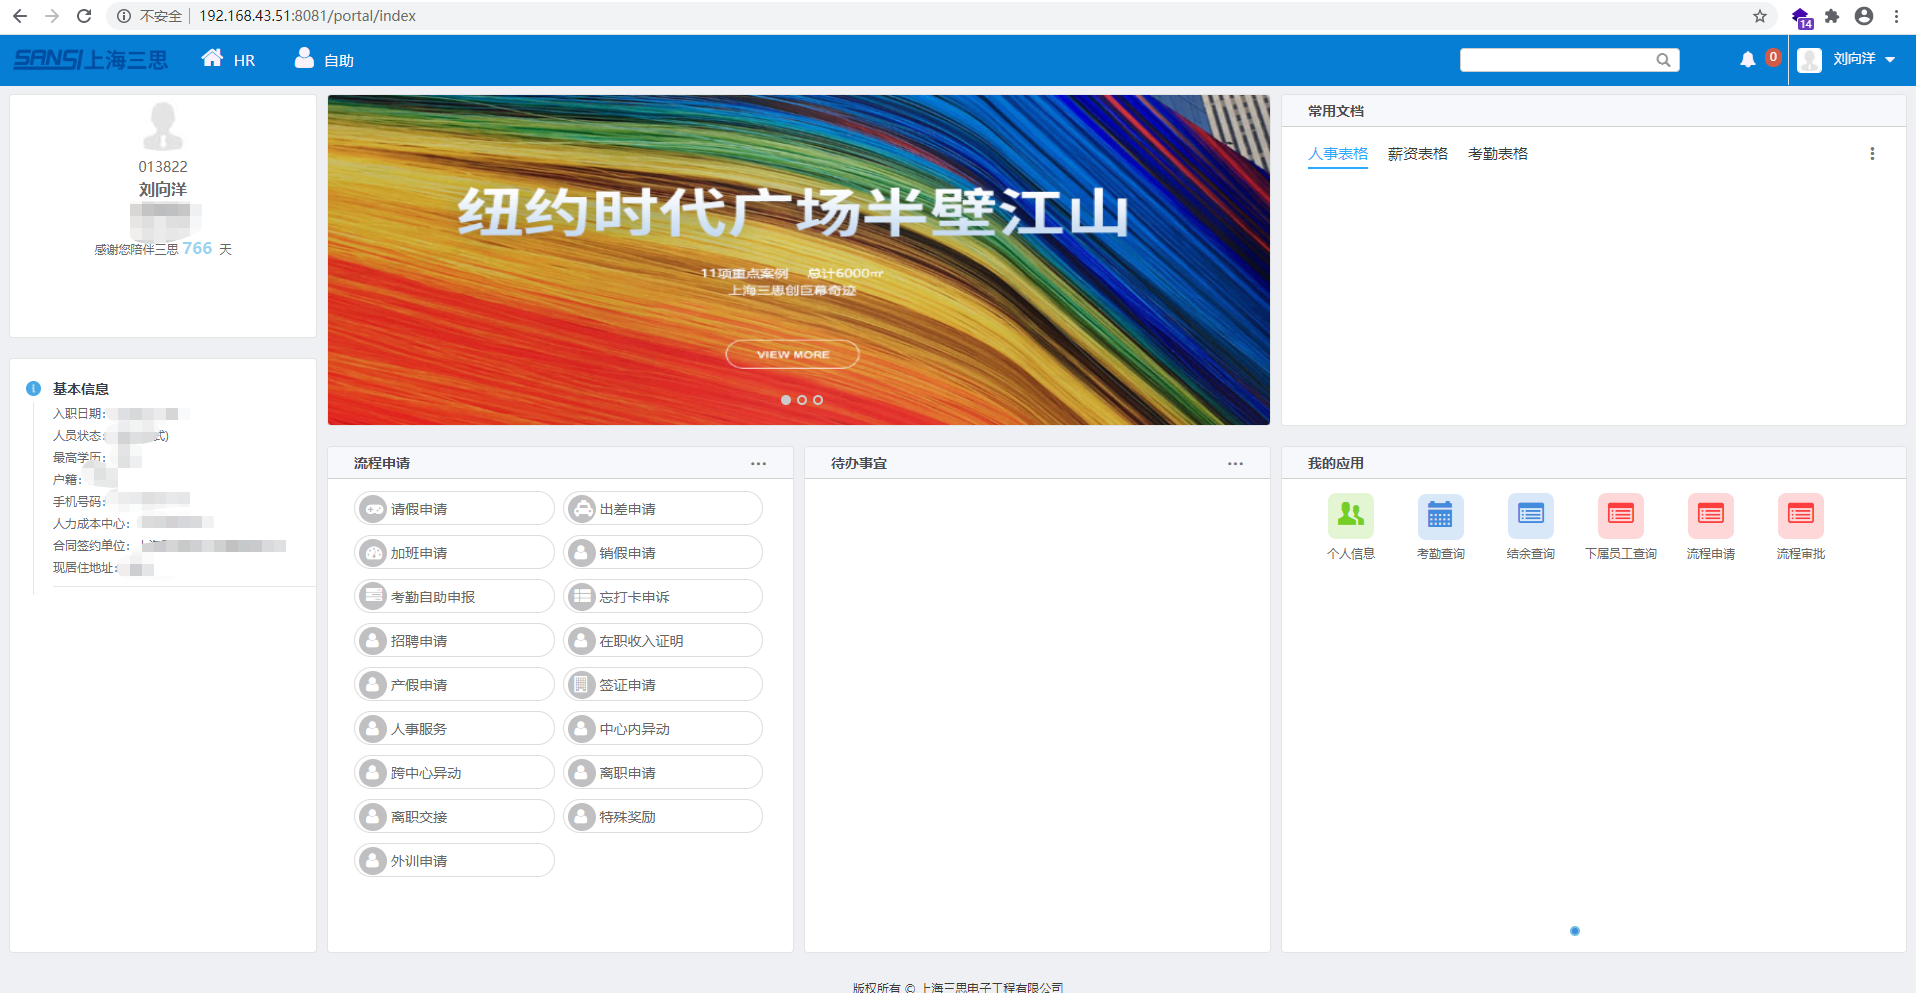 不安全 192.168.43.51:8081/portal/index
14
SANSI上海三思 HR 自助 0 刘向洋
013822
刘向洋
感谢您陪伴三思 766 天
基本信息
入职日期:
人员状态: 式)
最高学历:
户籍:
手机号码:
人力成本中心:
合同签约单位: 上海
现居住地址:
纽约时代广场半壁江山
11项重点案例 总计6000㎡
上海三思创巨幕奇迹
VIEW MORE
常用文档
人事表格 薪资表格 考勤表格
流程申请
请假申请 出差申请
加班申请 销假申请
考勤自助申报 忘打卡申诉
招聘申请 在职收入证明
产假申请 签证申请
人事服务 中心内异动
跨中心异动 离职申请
离职交接 特殊奖励
外训申请
待办事宜
我的应用
个人信息 考勤查询 结余查询 下属员工查询 流程申请 流程审批
版权所有 © 上海三思电子工程有限公司